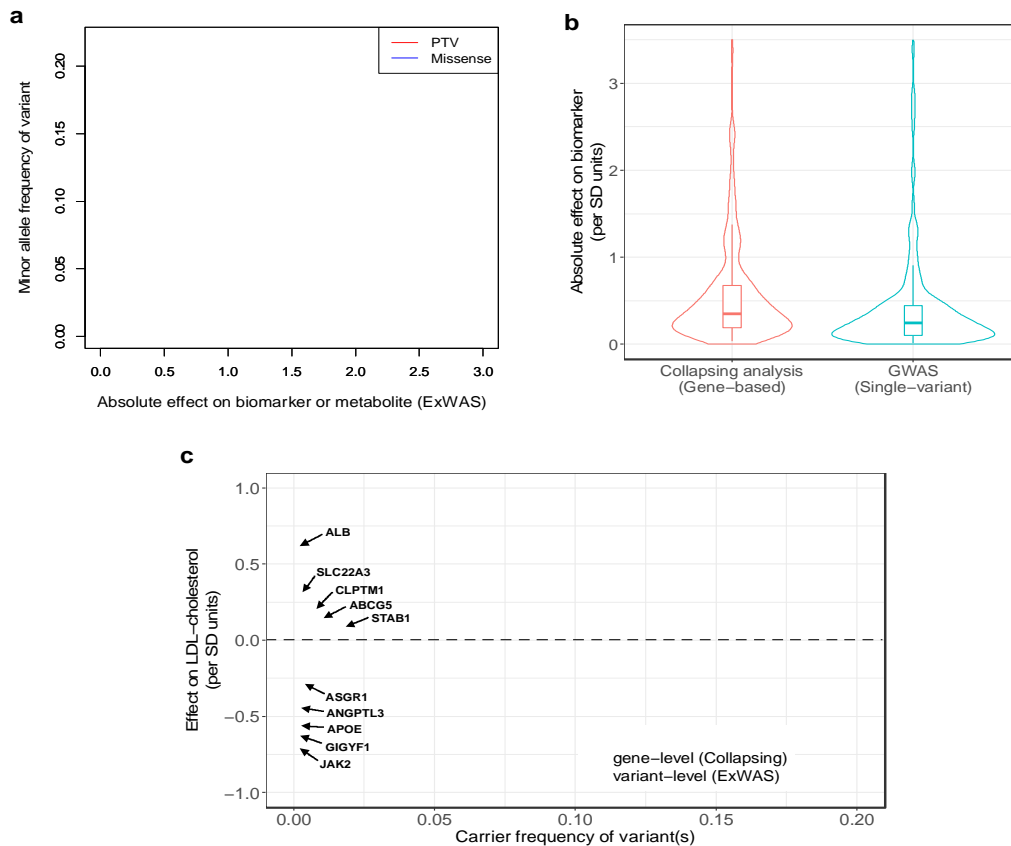 a
Minor allele frequency of variant
0.20
0.15
0.10
0.05
0.00
PTV
Missense
0.0 0.5 1.0 1.5 2.0 2.5 3.0
Absolute effect on biomarker or metabolite (ExWAS)
b
Absolute effect on biomarker
(per SD units)
3
2
1
0
Collapsing analysis
(Gene−based)
GWAS
(Single−variant)
c
Effect on LDL−cholesterol
(per SD units)
1.0
0.5
0.0
−0.5
−1.0
ALB
SLC22A3
CLPTM1
ABCG5
STAB1
ASGR1
ANGPTL3
APOE
GIGYF1
JAK2
gene−level (Collapsing)
variant−level (ExWAS)
0.00 0.05 0.10 0.15 0.20
Carrier frequency of variant(s)